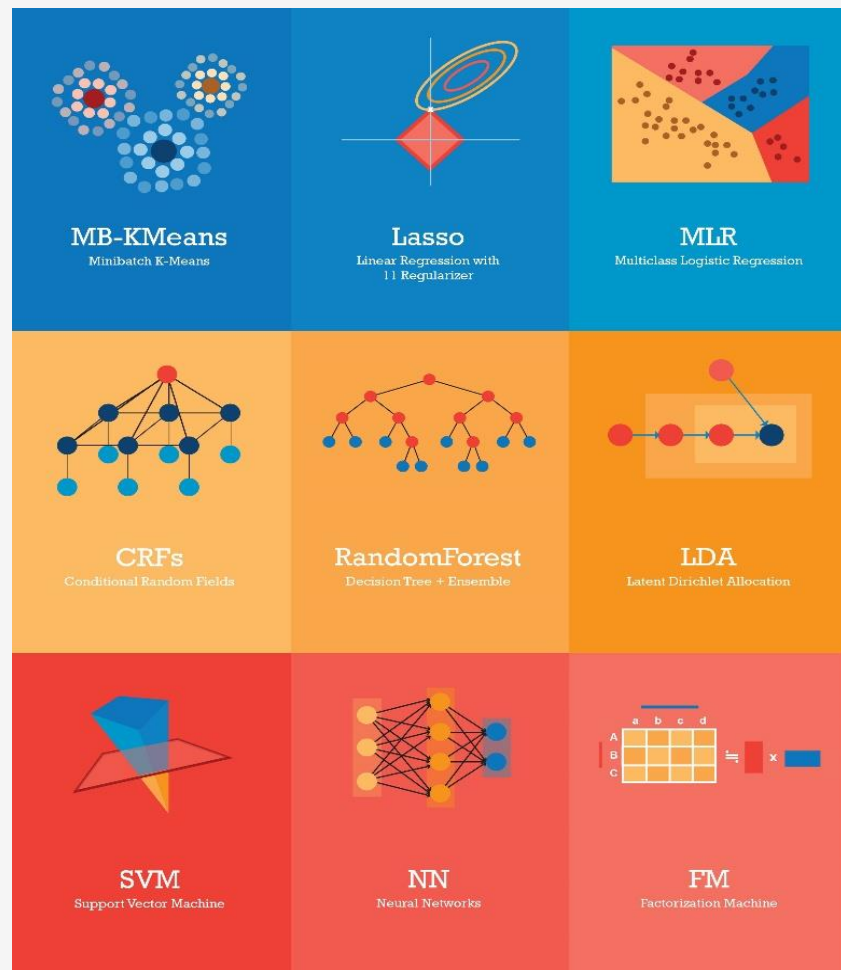 MB-KMeans
Minibatch K-Means
Lasso
Linear Regression with
l1 Regularizer
MLR
Multiclass Logistic Regression
CRFs
Conditional Random Fields
RandomForest
Decision Tree + Ensemble
LDA
Latent Dirichlet Allocation
SVM
Support Vector Machine
NN
Neural Networks
a b c d
A
B
C
≒ x
FM
Factorization Machine